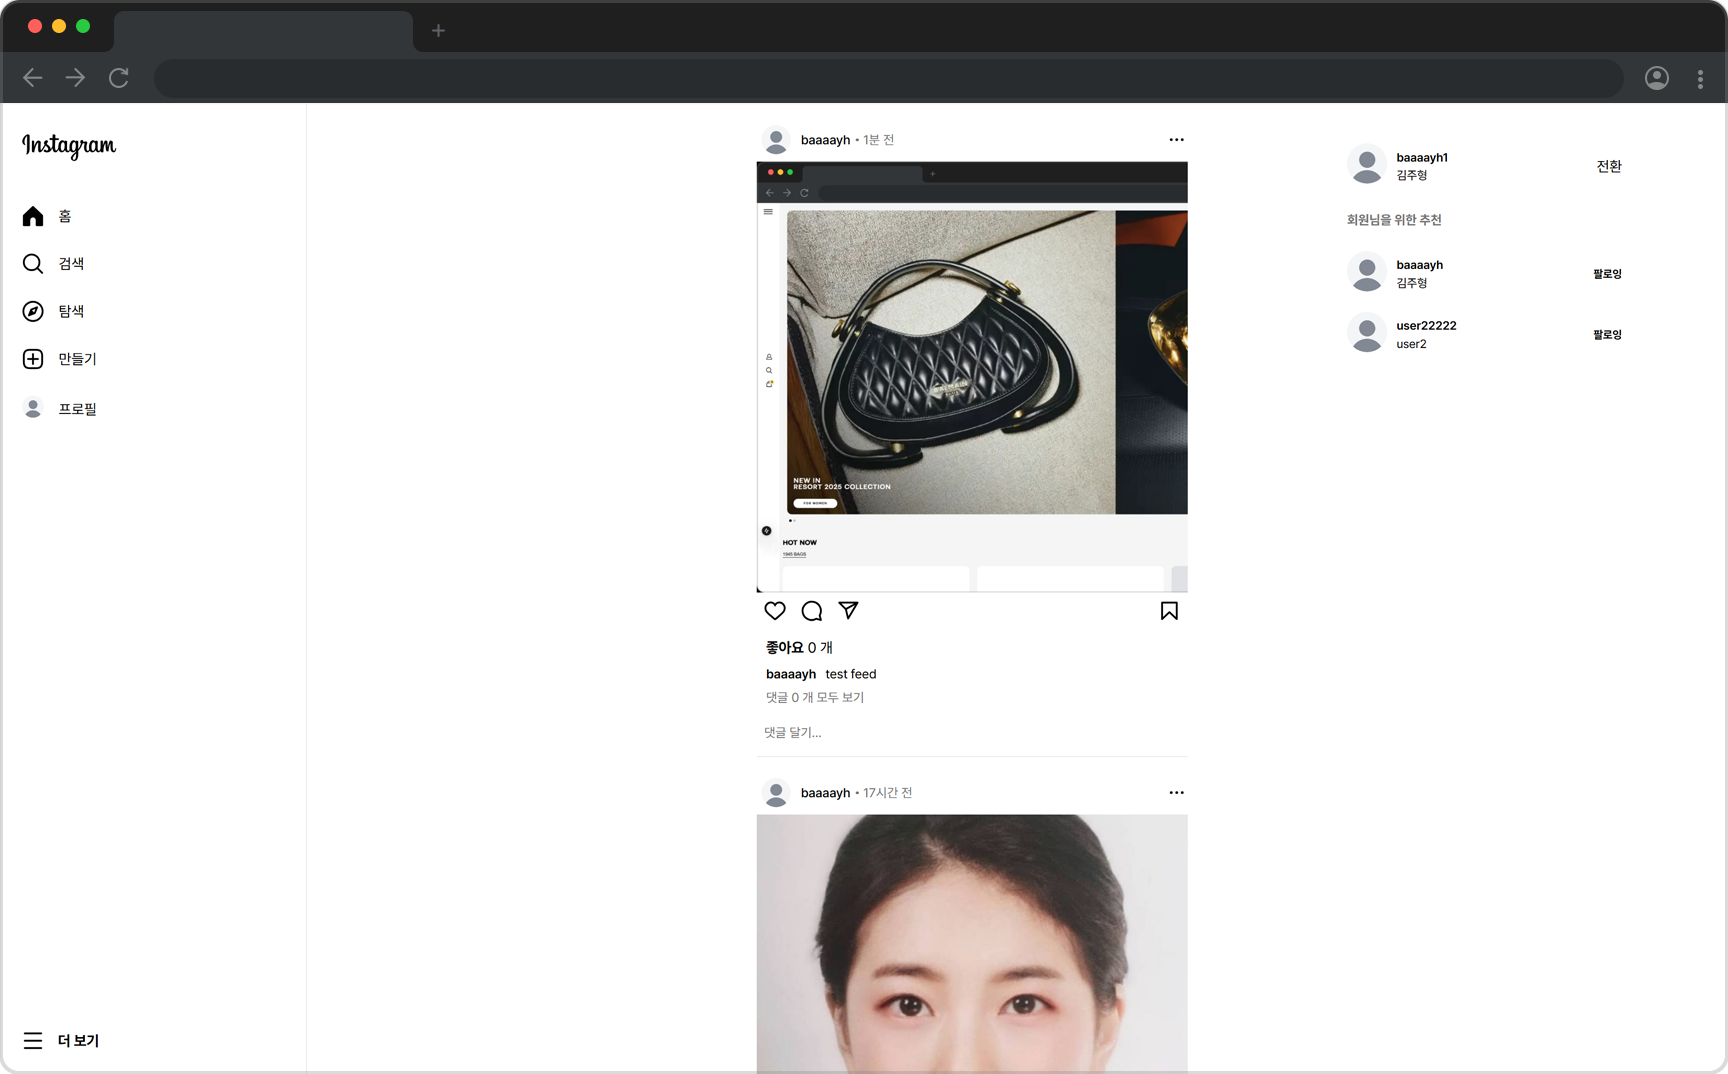 Instagram
홈
검색
탐색
만들기
프로필
더 보기
baaaayh • 1분 전
BALMAIN
NEW IN
RESORT 2025 COLLECTION
FOR WOMEN
HOT NOW
1945 BAGS
좋아요 0 개
baaaayh test feed
댓글 0 개 모두 보기
댓글 달기...
baaaayh • 17시간 전
baaaayh1
김주형
전환
회원님을 위한 추천
baaaayh
김주형
팔로잉
user22222
user2
팔로잉